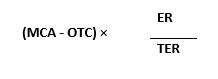 ER
(MCA - OTC) ×
TER